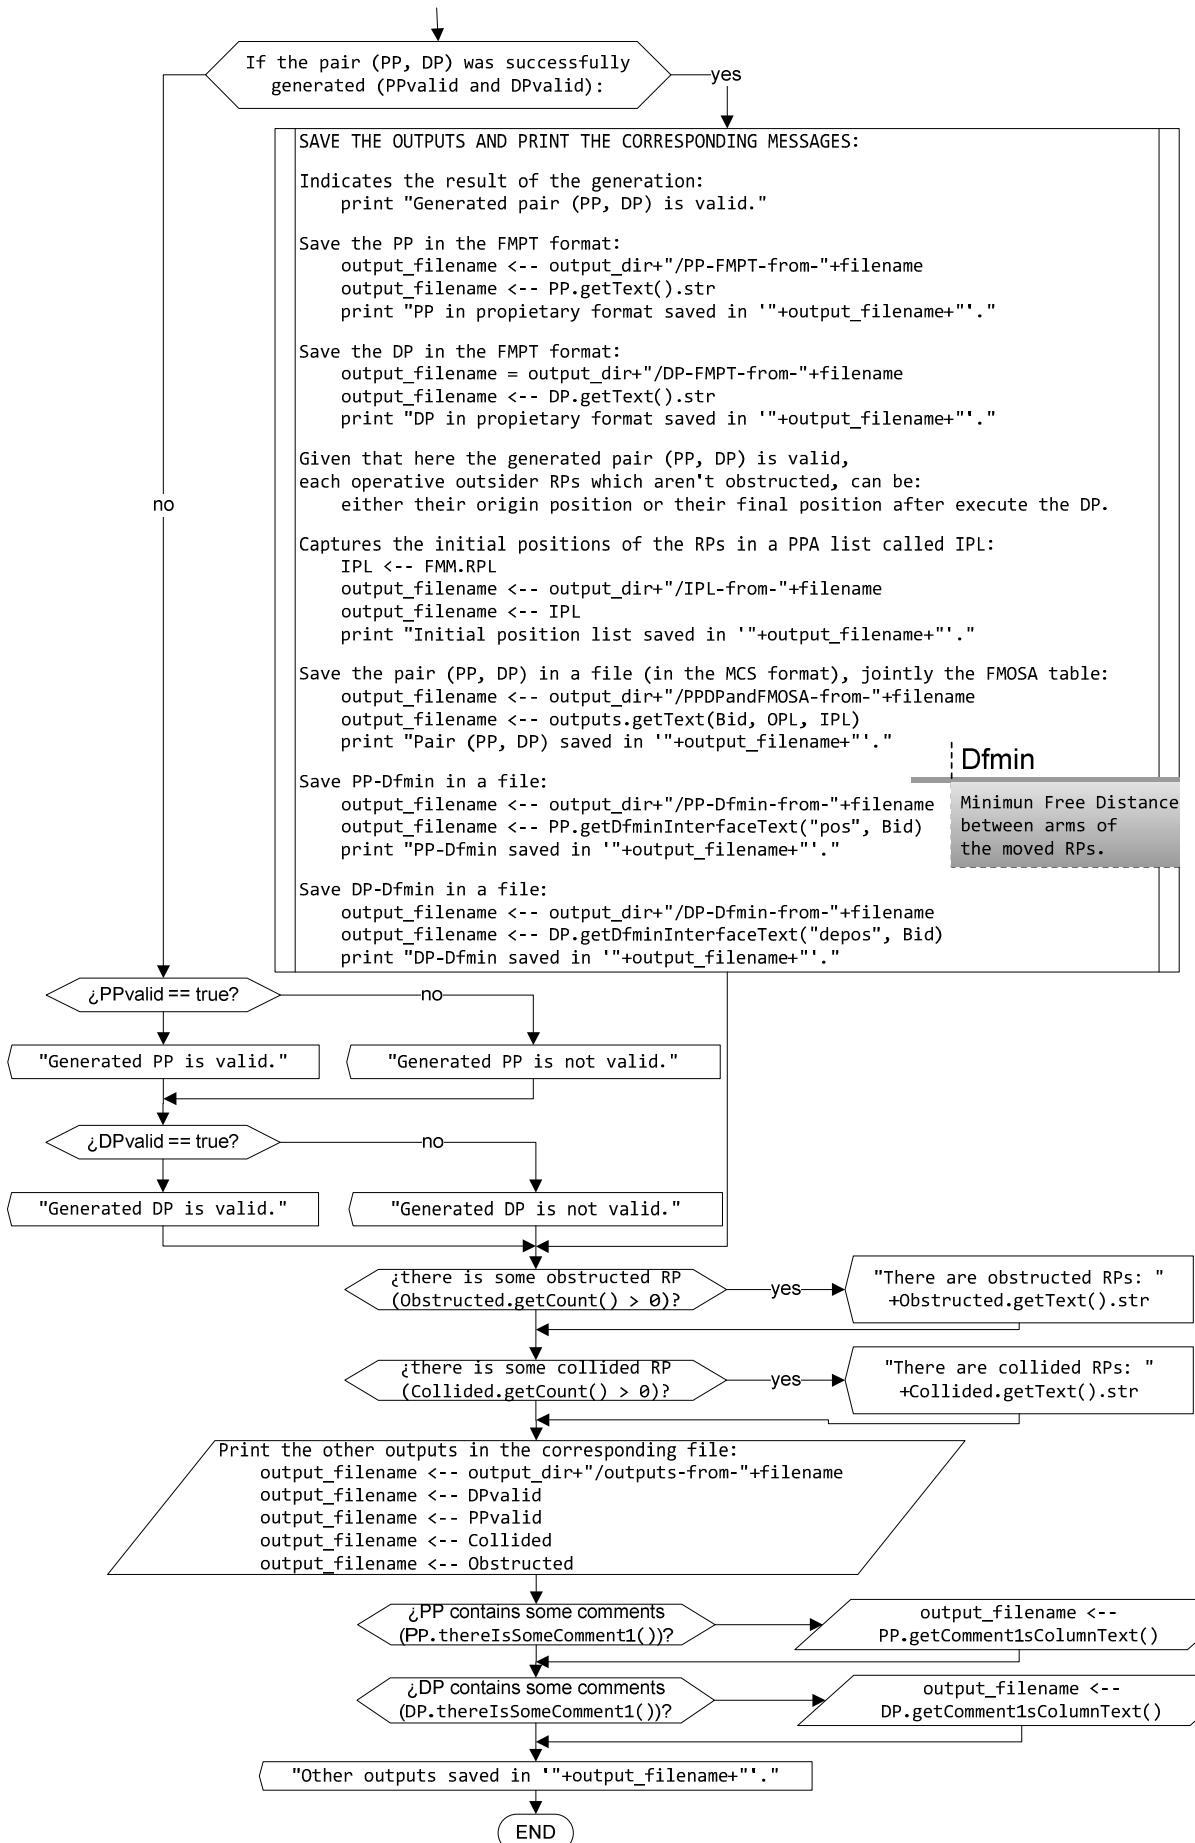 If the pair (PP, DP) was successfully
generated (PPvalid and DPvalid):
yes
SAVE THE OUTPUTS AND PRINT THE CORRESPONDING MESSAGES:
Indicates the result of the generation:
print "Generated pair (PP, DP) is valid."
Save the PP in the FMPT format:
output_filename <-- output_dir+"/PP-FMPT-from-"+filename
output_filename <-- PP.getText().str
print "PP in propietary format saved in '"+output_filename+"'."
Save the DP in the FMPT format:
output_filename = output_dir+"/DP-FMPT-from-"+filename
output_filename <-- DP.getText().str
print "DP in propietary format saved in '"+output_filename+"'."
Given that here the generated pair (PP, DP) is valid,
each operative outsider RPs which aren't obstructed, can be:
either their origin position or their final position after execute the DP.
no
Captures the initial positions of the RPs in a PPA list called IPL:
IPL <-- FMM.RPL
output_filename <-- output_dir+"/IPL-from-"+filename
output_filename <-- IPL
print "Initial position list saved in '"+output_filename+"'."
Save the pair (PP, DP) in a file (in the MCS format), jointly the FMOSA table:
output_filename <-- output_dir+"/PPDPandFMOSA-from-"+filename
output_filename <-- outputs.getText(Bid, OPL, IPL)
print "Pair (PP, DP) saved in '"+output_filename+"'."
Dfmin
Minimun Free Distance
between arms of
the moved RPs.
Save PP-Dfmin in a file:
output_filename <-- output_dir+"/PP-Dfmin-from-"+filename
output_filename <-- PP.getDfminInterfaceText("pos", Bid)
print "PP-Dfmin saved in '"+output_filename+"'."
Save DP-Dfmin in a file:
output_filename <-- output_dir+"/DP-Dfmin-from-"+filename
output_filename <-- DP.getDfminInterfaceText("depos", Bid)
print "DP-Dfmin saved in '"+output_filename+"'."
¿PPvalid == true?
no
"Generated PP is valid."
"Generated PP is not valid."
¿DPvalid == true?
no
"Generated DP is valid."
"Generated DP is not valid."
¿there is some obstructed RP
(Obstructed.getCount() > 0)?
yes
"There are obstructed RPs: "
+Obstructed.getText().str
¿there is some collided RP
(Collided.getCount() > 0)?
yes
"There are collided RPs: "
+Collided.getText().str
Print the other outputs in the corresponding file:
output_filename <-- output_dir+"/outputs-from-"+filename
output_filename <-- DPvalid
output_filename <-- PPvalid
output_filename <-- Collided
output_filename <-- Obstructed
¿PP contains some comments
(PP.thereIsSomeComment1())?
output_filename <--
PP.getComment1sColumnText()
¿DP contains some comments
(DP.thereIsSomeComment1())?
output_filename <--
DP.getComment1sColumnText()
"Other outputs saved in '"+output_filename+"'."
END